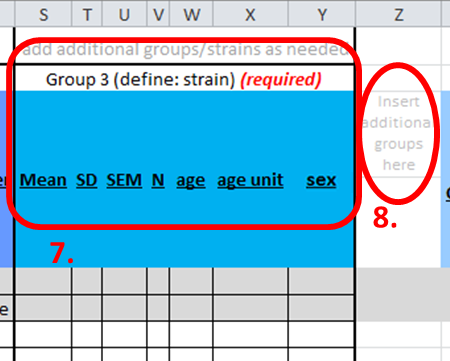 S T U V W X Y Z
add additional groups/strains as needed
Group 3 (define: strain) (required)
Insert
additional
groups
here
Mean SD SEM N age age unit sex
7.
8.